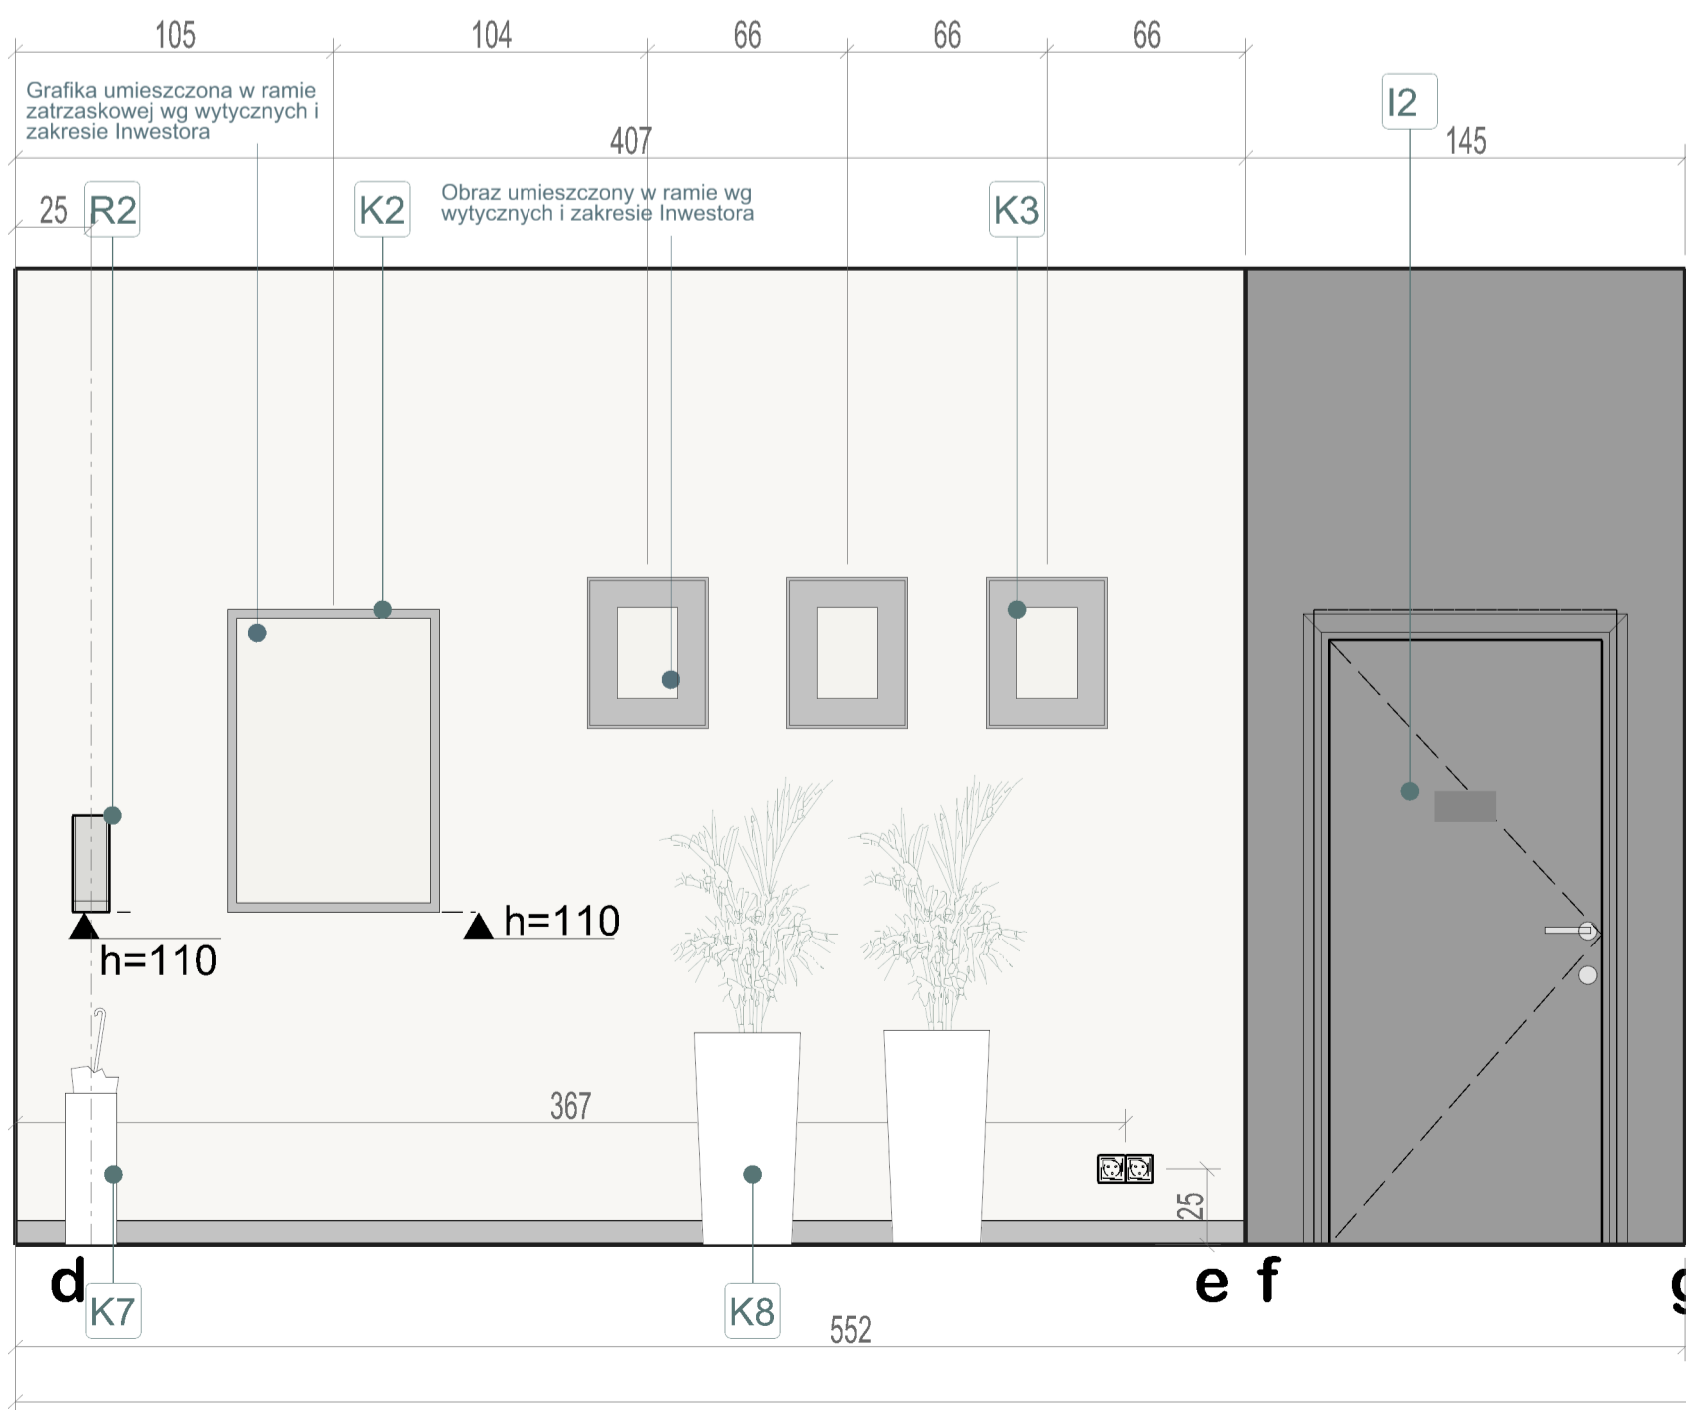 105
104
66
66
66
Grafika umieszczona w ramie
zatrzaskowej wg wytycznych i
zakresie Inwestora
I2
407
145
25
R2
K2
Obraz umieszczony w ramie wg
wytycznych i zakresie Inwestora
K3
h=110
h=110
367
25
d
e
f
g
K7
K8
552